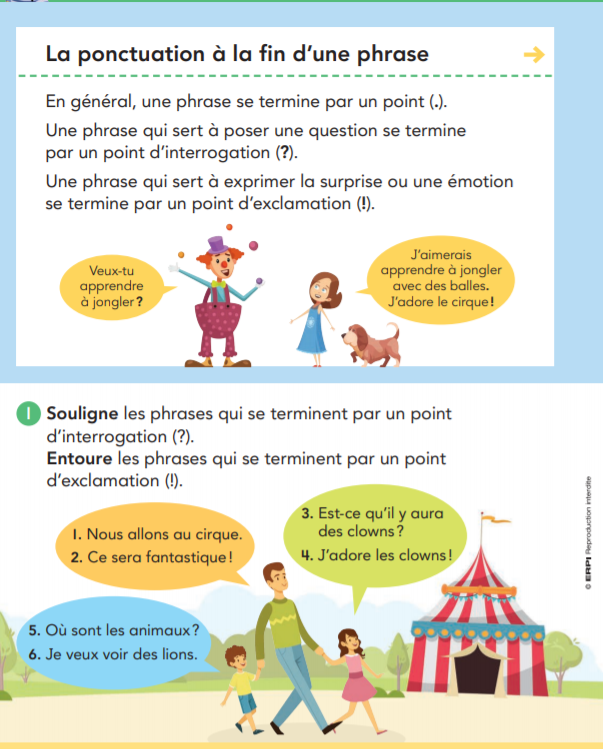 La ponctuation à la fin d'une phrase
En général, une phrase se termine par un point (.).
Une phrase qui sert à poser une question se termine
par un point d'interrogation (?).
Une phrase qui sert à exprimer la surprise ou une émotion
se termine par un point d'exclamation (!).
Veux-tu
apprendre
à jongler ?
J'aimerais
apprendre à jongler
avec des balles.
J'adore le cirque !
1 Souligne les phrases qui se terminent par un point
d'interrogation (?).
Entoure les phrases qui se terminent par un point
d'exclamation (!).
1. Nous allons au cirque.
2. Ce sera fantastique !
3. Est-ce qu'il y aura
des clowns ?
4. J'adore les clowns !
5. Où sont les animaux ?
6. Je veux voir des lions.
© ERPI Reproduction interdite